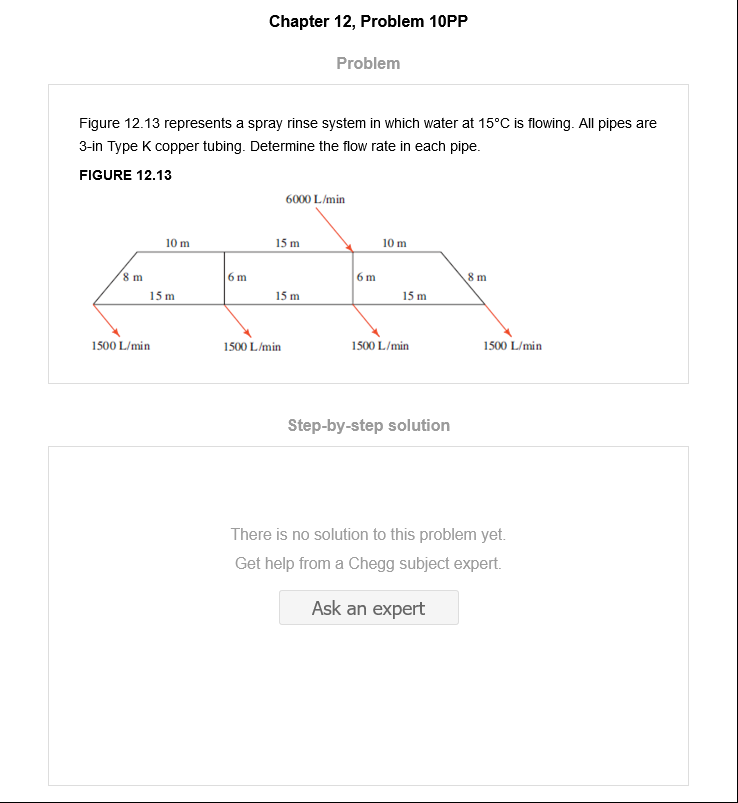 Chapter 12, Problem 10PP
Problem
Figure 12.13 represents a spray rinse system in which water at 15°C is flowing. All pipes are
3-in Type K copper tubing. Determine the flow rate in each pipe.
FIGURE 12.13
6000 L/min
10 m 15 m 10 m
8 m 6 m 6 m 8 m
15 m 15 m 15 m
1500 L/min 1500 L/min 1500 L/min 1500 L/min
Step-by-step solution
There is no solution to this problem yet.
Get help from a Chegg subject expert.
Ask an expert